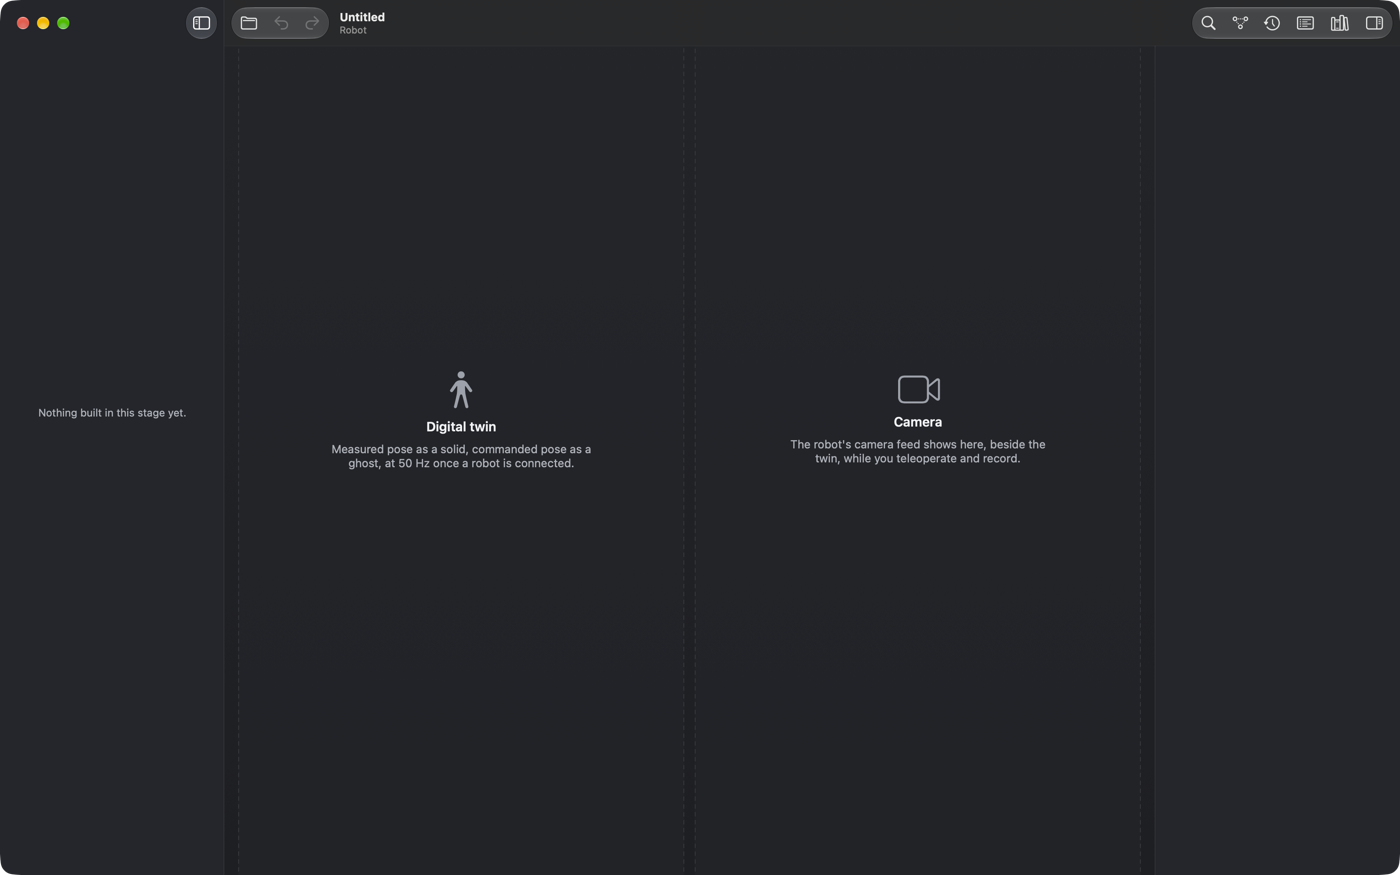 Untitled
Robot
Nothing built in this stage yet.
Digital twin
Measured pose as a solid, commanded pose as a
ghost, at 50 Hz once a robot is connected.
Camera
The robot's camera feed shows here, beside the
twin, while you teleoperate and record.